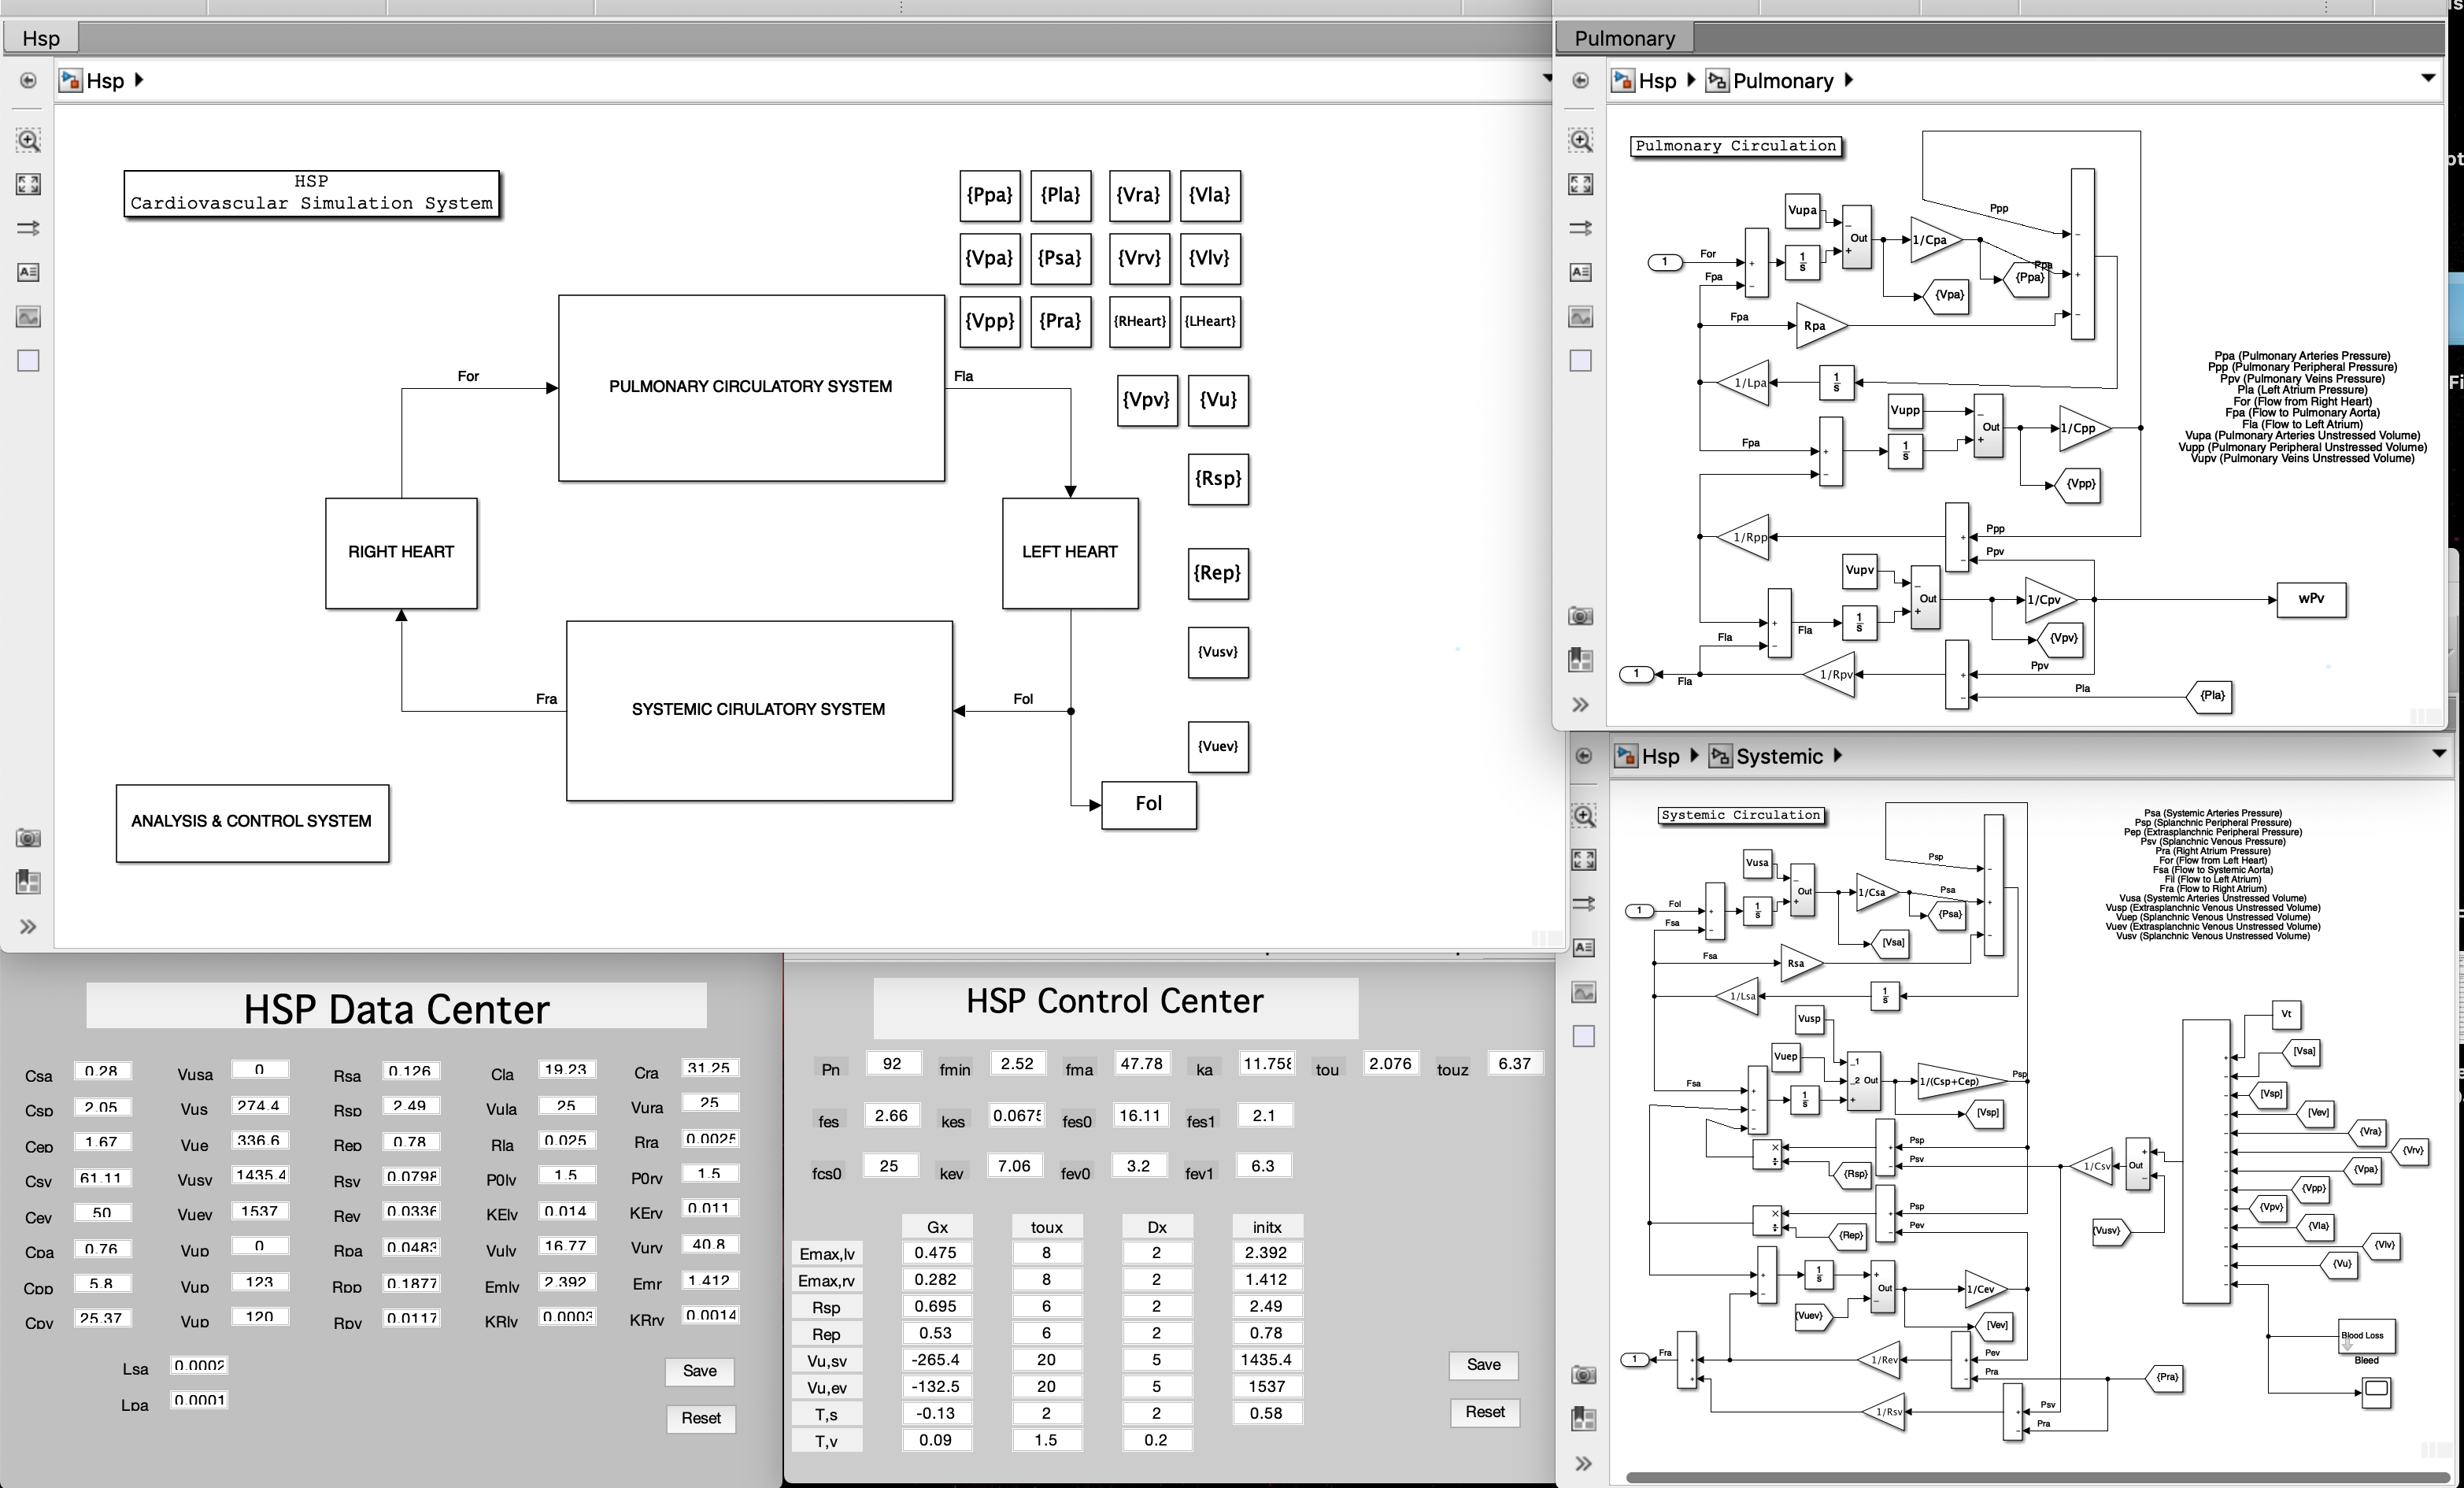 Hsp
Hsp
HSP
Cardiovascular Simulation System
{Ppa} {Pla} {Vra} {Vla}
{Vpa} {Psa} {Vrv} {Vlv}
{Vpp} {Pra} {RHeart} {LHeart}
{Vpv} {Vu}
{Rsp}
{Rep}
{Vusv}
{Vuev}
For
PULMONARY CIRCULATORY SYSTEM
Fla
RIGHT HEART
LEFT HEART
Fra
SYSTEMIC CIRULATORY SYSTEM
Fol
Fol
ANALYSIS & CONTROL SYSTEM
Pulmonary
Hsp Pulmonary
Pulmonary Circulation
Ppp
Vupa
Out
1/Cpa
1 For
1/s
Ppa
{Ppa}
Fpa
{Vpa}
Fpa
Rpa
1/Lpa
1/s
Vupp
Out
1/Cpp
Fpa
1/s
{Vpp}
Ppp
1/Rpp
Ppv
Vupv
Out
1/Cpv
wPv
Fla
1/s
Fla
{Vpv}
Ppv
1
Fla
1/Rpv
Pla
{Pla}
Ppa (Pulmonary Arteries Pressure)
Ppp (Pulmonary Peripheral Pressure)
Ppv (Pulmonary Veins Pressure)
Pla (Left Atrium Pressure)
For (Flow from Right Heart)
Fpa (Flow to Pulmonary Aorta)
Fla (Flow to Left Atrium)
Vupa (Pulmonary Arteries Unstressed Volume)
Vupp (Pulmonary Peripheral Unstressed Volume)
Vupv (Pulmonary Veins Unstressed Volume)
Hsp Systemic
Systemic Circulation
Psa (Systemic Arteries Pressure)
Psp (Splanchnic Peripheral Pressure)
Pep (Extrasplanchnic Peripheral Pressure)
Psv (Splanchnic Venous Pressure)
Pra (Right Atrium Pressure)
For (Flow from Left Heart)
Fsa (Flow to Systemic Aorta)
Fil (Flow to Left Atrium)
Fra (Flow to Right Atrium)
Vusa (Systemic Arteries Unstressed Volume)
Vusp (Extrasplanchnic Venous Unstressed Volume)
Vuep (Splanchnic Venous Unstressed Volume)
Vuev (Extrasplanchnic Venous Unstressed Volume)
Vusv (Splanchnic Venous Unstressed Volume)
Psp
Vusa
Out
1/Csa
Psa
1 Fol
1/s
{Psa}
Fsa
[Vsa]
Fsa
Rsa
1/Lsa
1/s
Vusp
Vuep
_1
_2 Out
1/(Csp+Cep)
Psp
Fsa
1/s
[Vsp]
Psp
Psv
{Rsp}
Psp
Pev
{Rep}
1/s
Out
1/Cev
{Vuev}
[Vev]
1
Fra
1/Rev
Pev
Pra
{Pra}
Psv
1/Rsv
Pra
Vt
[Vsa]
[Vsp]
[Vev]
{Vra}
{Vrv}
1/Csv
Out
{Vpa}
{Vpp}
{Vpv}
{Vusv}
{Vla}
{Vlv}
{Vu}
Blood Loss
Bleed
HSP Data Center
Csa 0.28 Vusa 0 Rsa 0.126 Cla 19.23 Cra 31.25
Csp 2.05 Vus 274.4 Rsp 2.49 Vula 25 Vura 25
Cep 1.67 Vue 336.6 Rep 0.78 Rla 0.025 Rra 0.0025
Csv 61.11 Vusv 1435.4 Rsv 0.0798 P0lv 1.5 P0rv 1.5
Cev 50 Vuev 1537 Rev 0.0336 KElv 0.014 KErv 0.011
Cpa 0.76 Vup 0 Rpa 0.0483 Vulv 16.77 Vurv 40.8
Cpp 5.8 Vup 123 Rpp 0.1877 Emlv 2.392 Emr 1.412
Cpv 25.37 Vup 120 Rpv 0.0117 KRlv 0.0003 KRrv 0.0014
Lsa 0.0002
Lpa 0.0001
Save
Reset
HSP Control Center
Pn 92 fmin 2.52 fma 47.78 ka 11.758 tou 2.076 touz 6.37
fes 2.66 kes 0.0675 fes0 16.11 fes1 2.1
fcs0 25 kev 7.06 fev0 3.2 fev1 6.3
Gx toux Dx initx
Emax,lv 0.475 8 2 2.392
Emax,rv 0.282 8 2 1.412
Rsp 0.695 6 2 2.49
Rep 0.53 6 2 0.78
Vu,sv -265.4 20 5 1435.4
Vu,ev -132.5 20 5 1537
T,s -0.13 2 2 0.58
T,v 0.09 1.5 0.2
Save
Reset